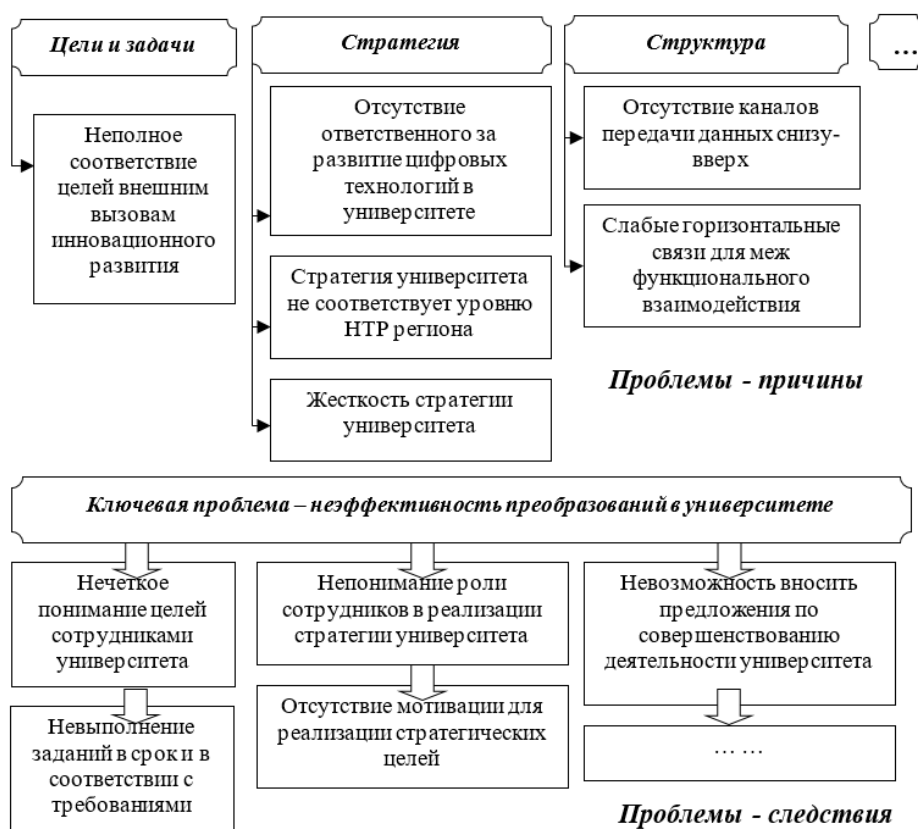 Цели и задачи
Стратегия
Структура
...
Неполное
соответствие
целей внешним
вызовам
инновационного
развития
Отсутствие
ответственного за
развитие цифровых
технологий в
университете
Стратегия университета
не соответствует уровню
НТР региона
Жесткость стратегии
университета
Отсутствие каналов
передачи данных снизу-
вверх
Слабые горизонтальные
связи для меж
функционального
взаимодействия
Проблемы - причины
Ключевая проблема – неэффективность преобразований в университете
Нечеткое
понимание целей
сотрудниками
университета
Невыполнение
заданий в срок и в
соответствии с
требованиями
Непонимание роли
сотрудников в реализации
стратегии университета
Отсутствие мотивации для
реализации стратегических
целей
Невозможность вносить
предложения по
совершенствованию
деятельности университета
... ...
Проблемы - следствия